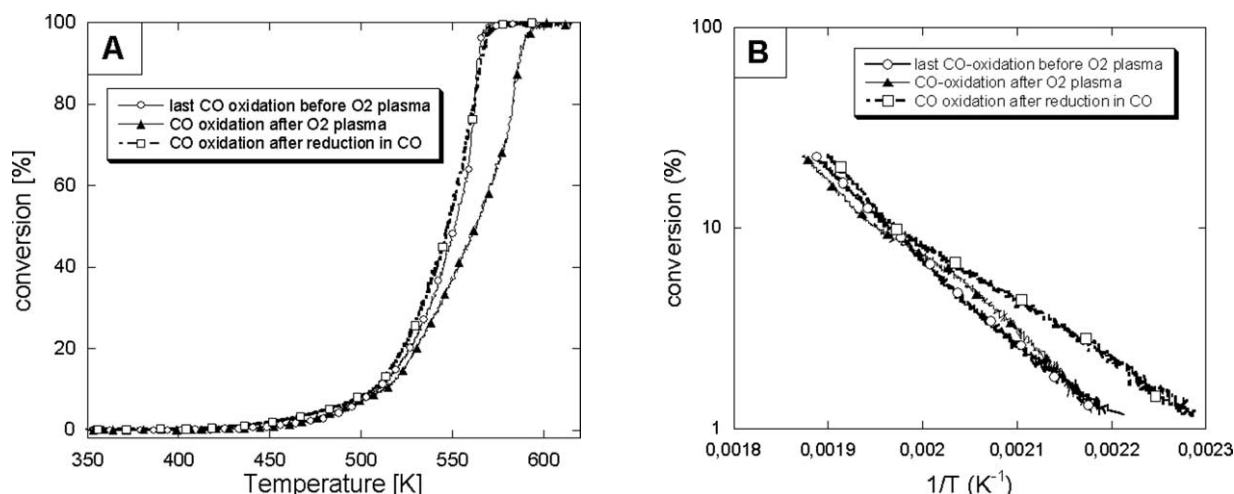 A
last CO oxidation before O2 plasma
CO oxidation after O2 plasma
CO oxidation after reduction in CO
conversion [%]
100
80
60
40
20
0
350 400 450 500 550 600
Temperature [K]
B
last CO-oxidation before O2 plasma
CO-oxidation after O2 plasma
CO oxidation after reduction in CO
conversion (%)
100
10
1
0,0018 0,0019 0,002 0,0021 0,0022 0,0023
1/T (K⁻¹)